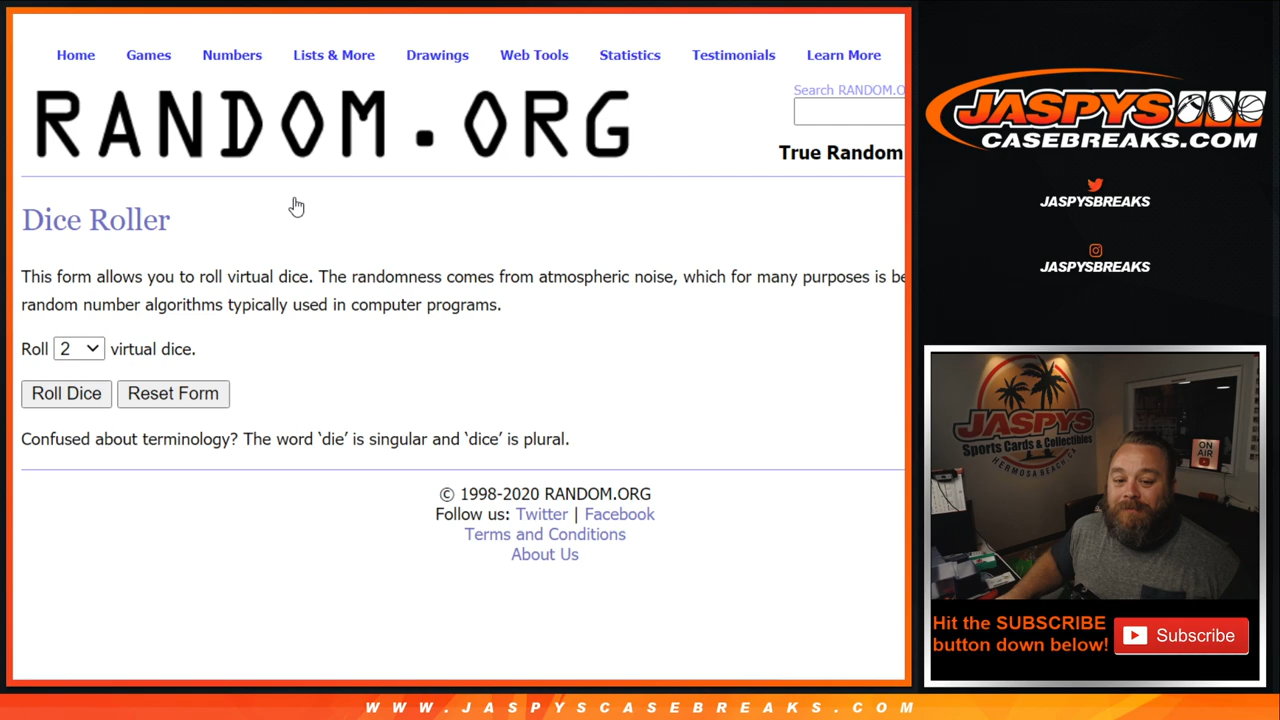 Home Games Numbers Lists & More Drawings Web Tools Statistics Testimonials Learn More
RANDOM.ORG
Search RANDOM.O
True Random
Dice Roller
This form allows you to roll virtual dice. The randomness comes from atmospheric noise, which for many purposes is be
random number algorithms typically used in computer programs.
Roll 2 virtual dice.
Roll Dice Reset Form
Confused about terminology? The word ‘die’ is singular and ‘dice’ is plural.
© 1998-2020 RANDOM.ORG
Follow us: Twitter | Facebook
Terms and Conditions
About Us
JASPYS
CASEBREAKS.COM
JASPYSBREAKS
JASPYSBREAKS
JASPYS
Sports Cards & Collectibles
HERMOSA BEACH, CA
ON
AIR
Hit the SUBSCRIBE
button down below!
Subscribe
WWW.JASPYSCASEBREAKS.COM